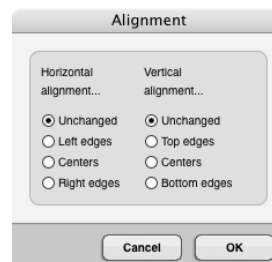 Alignment
Horizontal alignment...
Vertical alignment...
Unchanged
Left edges
Centers
Right edges
Unchanged
Top edges
Centers
Bottom edges
Cancel
OK